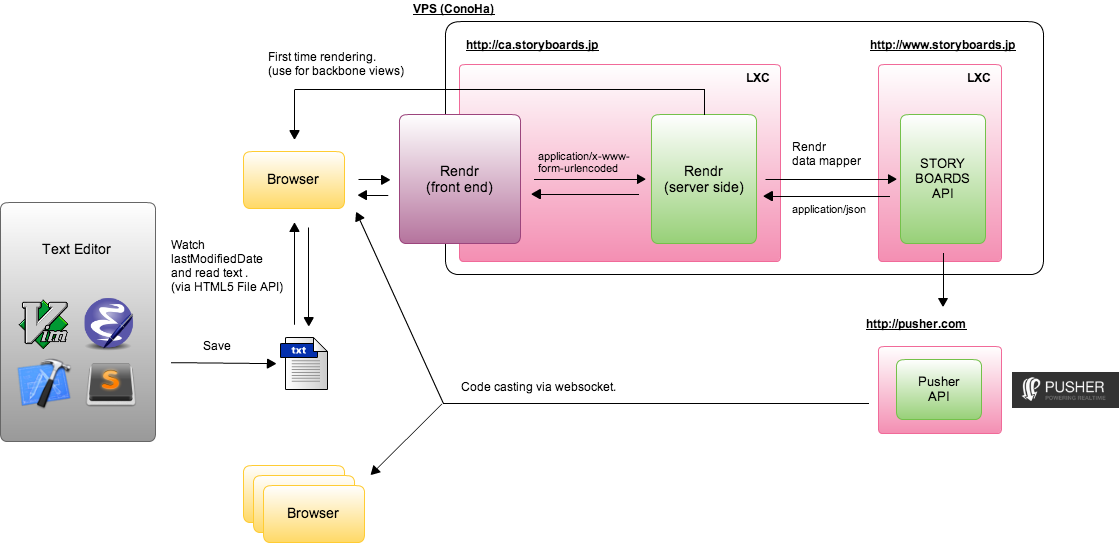 VPS (ConoHa)
http://ca.storyboards.jp
http://www.storyboards.jp
First time rendering.
(use for backbone views)
LXC
LXC
Browser
Rendr
(front end)
application/x-www-
form-urlencoded
Rendr
(server side)
Rendr
data mapper
application/json
STORY
BOARDS
API
Text Editor
Vim
Watch
lastModifiedDate
and read text .
(via HTML5 File API)
Save
txt
S
http://pusher.com
Code casting via websocket.
Pusher
API
PUSHER
POWERING REALTIME
Browser